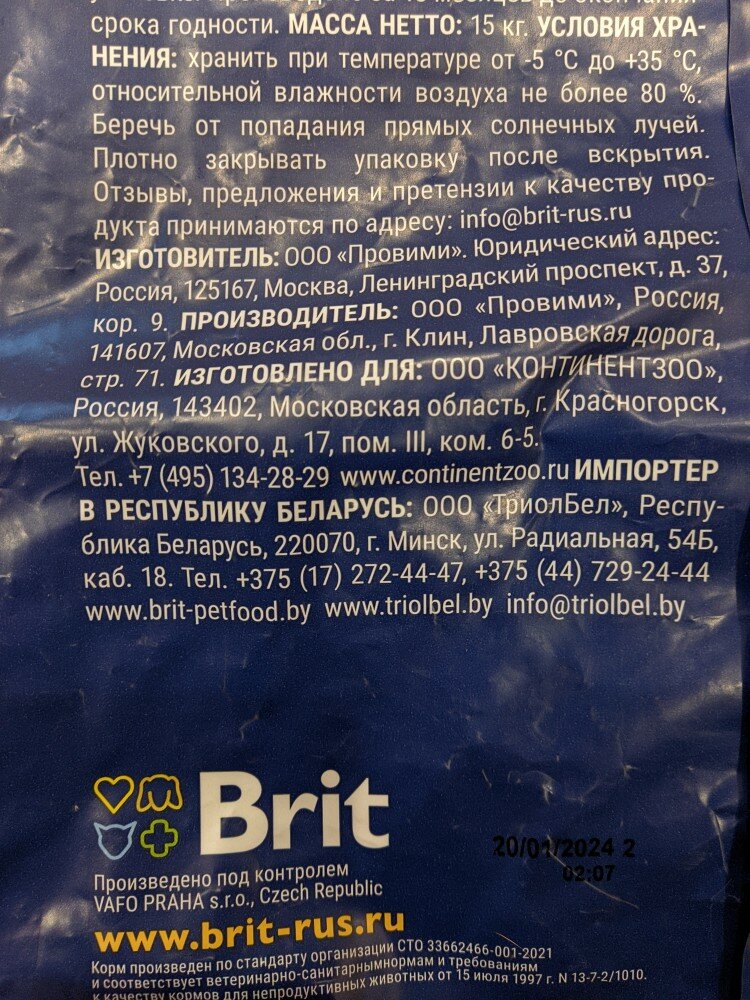 срока годности. МАССА НЕТТО: 15 кг. УСЛОВИЯ ХРА-
НЕНИЯ: хранить при температуре от -5 °C до +35 °C,
относительной влажности воздуха не более 80 %.
Беречь от попадания прямых солнечных лучей.
Плотно закрывать упаковку после вскрытия.
Отзывы, предложения и претензии к качеству про-
дукта принимаются по адресу: info@brit-rus.ru
ИЗГОТОВИТЕЛЬ: ООО «Провими». Юридический адрес:
Россия, 125167, Москва, Ленинградский проспект, д. 37,
кор. 9. ПРОИЗВОДИТЕЛЬ: ООО «Провими», Россия,
141607, Московская обл., г. Клин, Лавровская дорога,
стр. 71. ИЗГОТОВЛЕНО ДЛЯ: ООО «КОНТИНЕНТЗОО»,
Россия, 143402, Московская область, г. Красногорск,
ул. Жуковского, д. 17, пом. III, ком. 6-5.
Тел. +7 (495) 134-28-29 www.continentzoo.ru ИМПОРТЕР
В РЕСПУБЛИКУ БЕЛАРУСЬ: ООО «ТриолБел», Респу-
блика Беларусь, 220070, г. Минск, ул. Радиальная, 54Б,
каб. 18. Тел. +375 (17) 272-44-47, +375 (44) 729-24-44
www.brit-petfood.by www.triolbel.by info@triolbel.by
Brit
20/01/2024 2
02:07
Произведено под контролем
VAFO PRAHA s.r.o., Czech Republic
www.brit-rus.ru
Корм произведен по стандарту организации СТО 33662466-001-2021
и соответствует ветеринарно-санитарнымнормам и требованиям
к качеству кормов для непродуктивных животных от 15 июля 1997 г. N 13-7-2/1010.